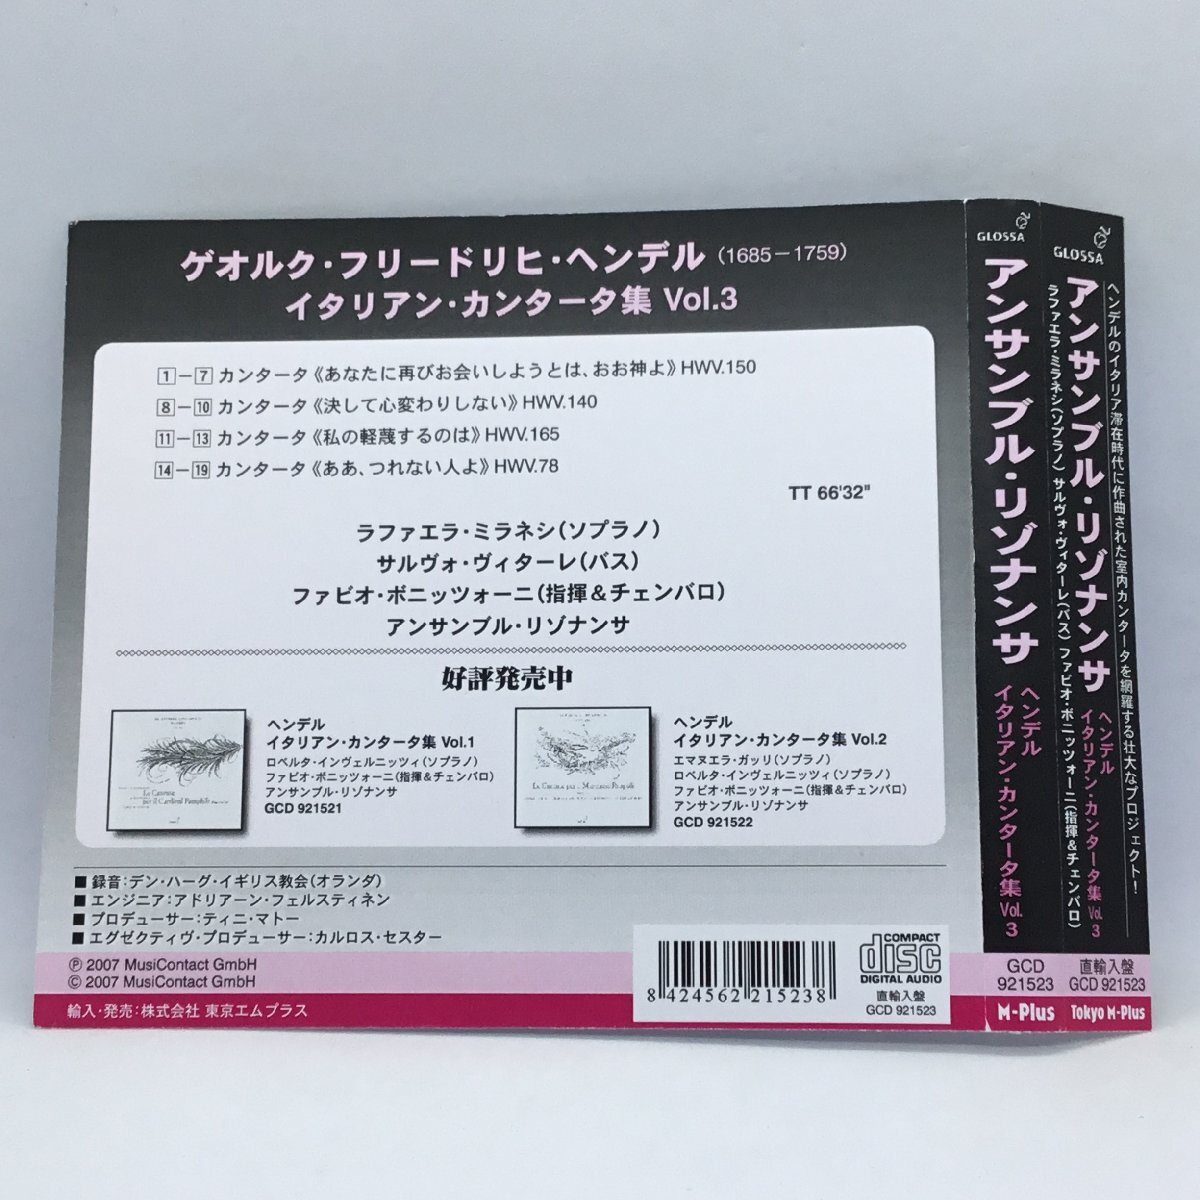 ゲオルク・フリードリヒ・ヘンデル (1685－1759)
イタリアン・カンタータ集 Vol.3
1－7 カンタータ《あなたに再びお会いしようとは、おお神よ》HWV.150
8－10 カンタータ《決して心変わりしない》HWV.140
11－13 カンタータ《私の軽蔑するのは》HWV.165
14－19 カンタータ《ああ、つれない人よ》HWV.78
TT 66'32"
ラファエラ・ミラネシ(ソプラノ)
サルヴォ・ヴィターレ(バス)
ファビオ・ボニッツォーニ(指揮&チェンバロ)
アンサンブル・リゾナンサ
好評発売中
ヘンデル
イタリアン・カンタータ集 Vol.1
ロベルタ・インヴェルニッツィ(ソプラノ)
ファビオ・ボニッツォーニ(指揮&チェンバロ)
アンサンブル・リゾナンサ
GCD 921521
Le Cantate
per il Cardinal Pamphili
ヘンデル
イタリアン・カンタータ集 Vol.2
エマヌエラ・ガッリ(ソプラノ)
ロベルタ・インヴェルニッツィ(ソプラノ)
ファビオ・ボニッツォーニ(指揮&チェンバロ)
アンサンブル・リゾナンサ
GCD 921522
■ 録音:デン・ハーグ・イギリス教会(オランダ)
■ エンジニア:アドリアーン・フェルスティネン
■ プロデューサー:ティニ・マトー
■ エグゼクティヴ・プロデューサー:カルロス・セスター
Ⓟ 2007 MusiContact GmbH
© 2007 MusiContact GmbH
輸入・発売:株式会社 東京エムプラス
8 424562 215238
COMPACT
disc
DIGITAL AUDIO
直輸入盤
GCD 921523
GLOSSA
アンサンブル・リゾナンサ
ヘンデル
イタリアン・カンタータ集 Vol. 3
GCD
921523
M-Plus
GLOSSA
ヘンデルのイタリア滞在時代に作曲された室内カンタータを網羅する壮大なプロジェクト!
アンサンブル・リゾナンサ
ヘンデル
イタリアン・カンタータ集 Vol. 3
ラファエラ・ミラネシ(ソプラノ) サルヴォ・ヴィターレ(バス) ファビオ・ボニッツォーニ(指揮&チェンバロ)
直輸入盤
GCD 921523
Tokyo M-Plus